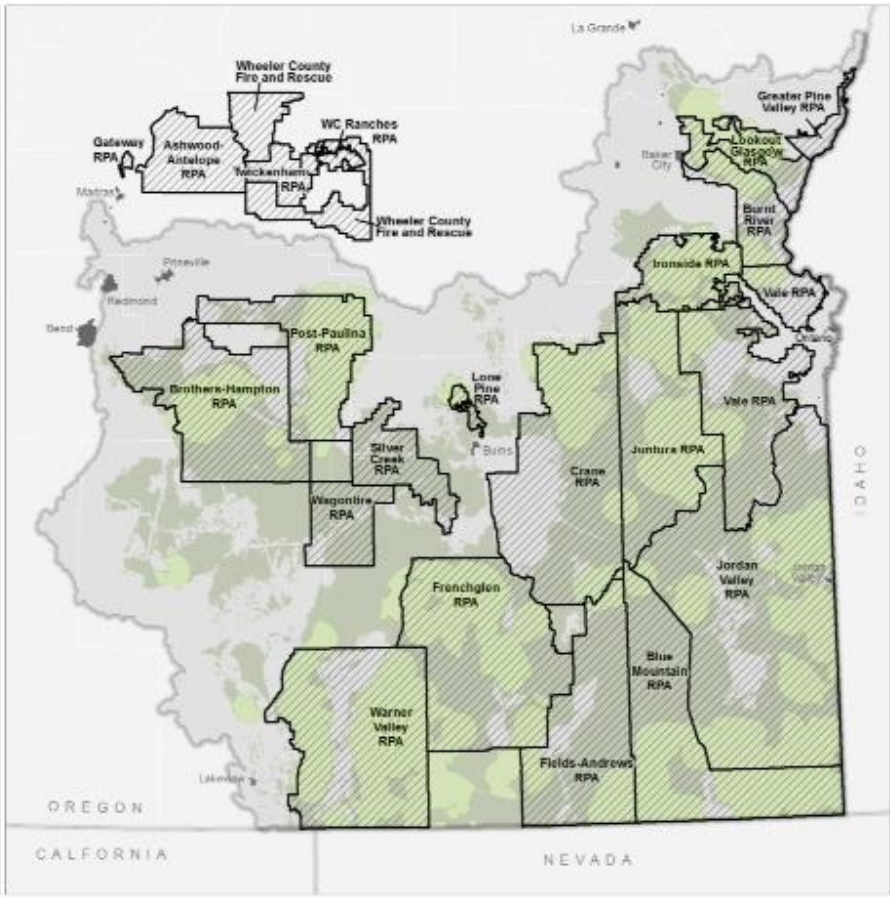 La Grande
Wheeler County
Fire and Rescue
Greater Pine
Valley RPA
WC Ranches
RPA
Gateway
RPA
Ashwood-
Antelope
RPA
Lookout
Glasgow
RPA
Baker
City
Twickenham
RPA
Madras
Wheeler County
Fire and Rescue
Burnt
River
RPA
Ironside RPA
Prineville
Redmond
Vale RPA
Bend
Post-Paulina
RPA
Ontario
Brothers-Hampton
RPA
Lone
Pine
RPA
Vale RPA
Silver
Creek
RPA
Burns
Juntura RPA
Crane
RPA
IDAHO
Wagontire
RPA
Jordan
Valley
RPA
Jordan
Valley
Frenchglen
RPA
Blue
Mountain
RPA
Warner
Valley
RPA
Fields-Andrews
RPA
Lakeview
OREGON
CALFORNIA
NEVADA